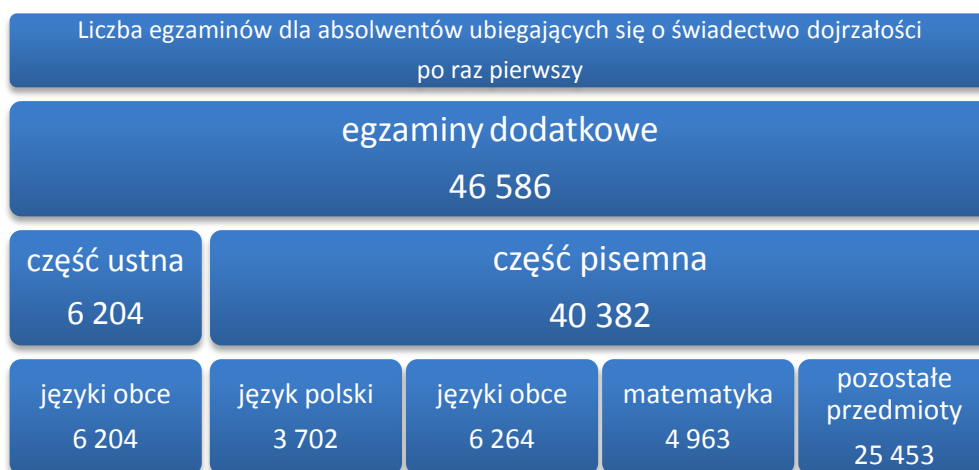 Liczba egzaminów dla absolwentów ubiegających się o świadectwo dojrzałości
po raz pierwszy
egzaminy dodatkowe
46 586
część ustna
6 204
część pisemna
40 382
języki obce
6 204
język polski
3 702
języki obce
6 264
matematyka
4 963
pozostałe
przedmioty
25 453